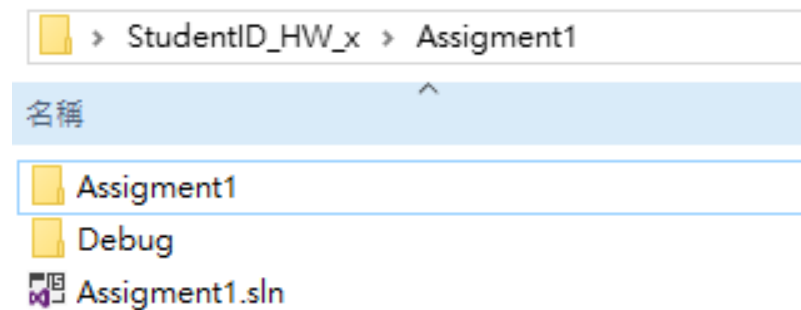 StudentID_HW_x > Assigment1
名稱
Assigment1
Debug
Assigment1.sln